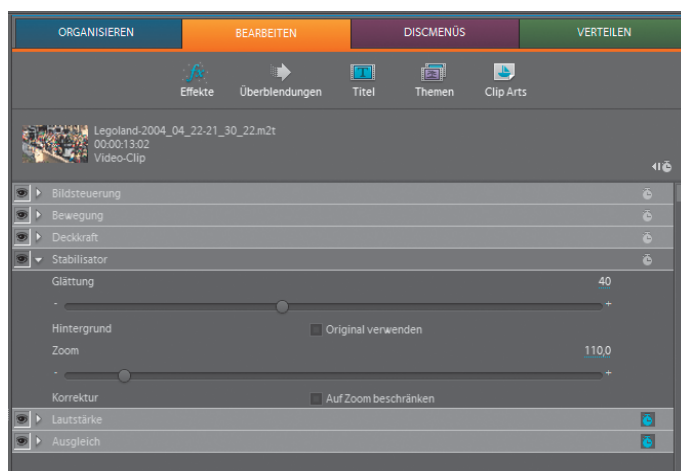 ORGANISIEREN BEARBEITEN DISCMENÜS VERTEILEN
Effekte Überblendungen Titel Themen Clip Arts
Legoland-2004_04_22-21_30_22.m2t
00:00:13:02
Video-Clip
Bildsteuerung
Bewegung
Deckkraft
Stabilisator
Glättung 40
- +
Hintergrund Original verwenden
Zoom 110,0
- +
Korrektur Auf Zoom beschränken
Lautstärke
Ausgleich